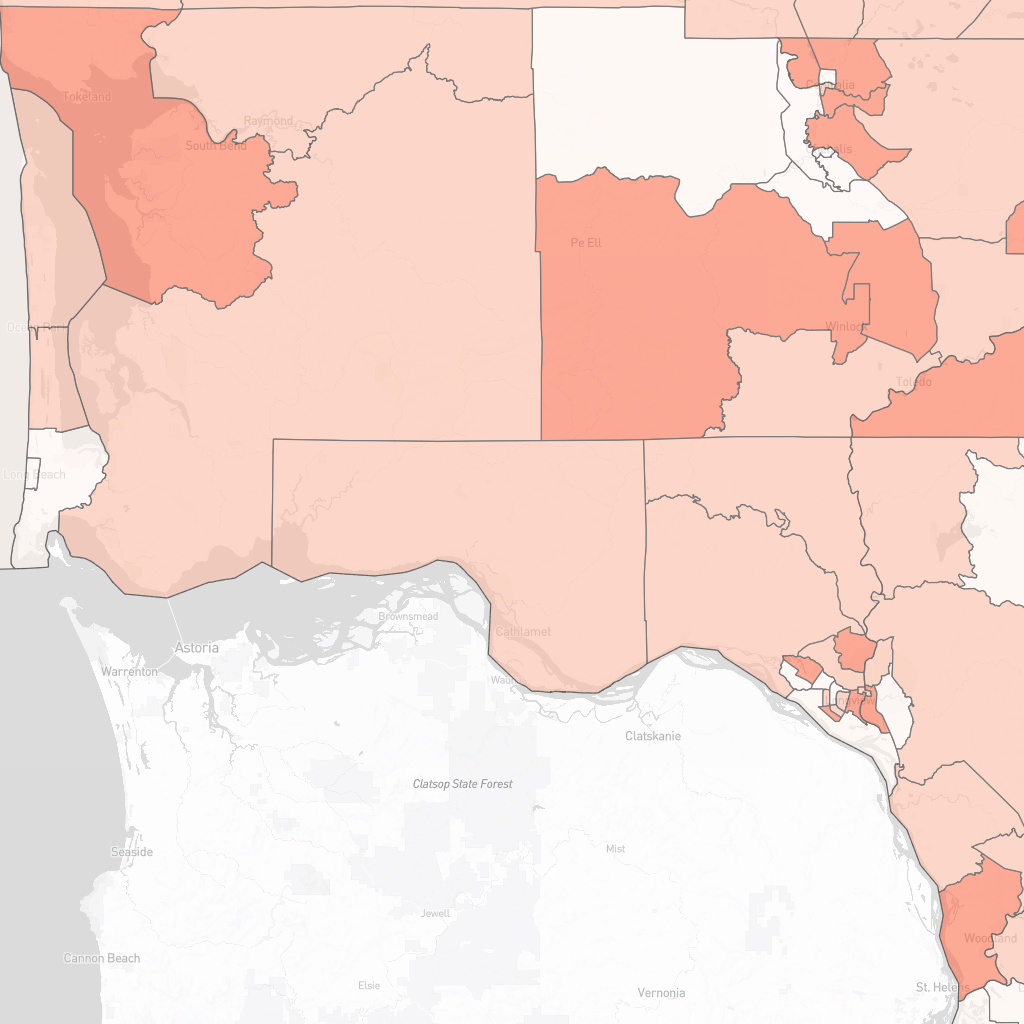 Tokeland
Centralia
Raymond
South Bend
Chehalis
Pe Ell
Ocean Park
Winlock
Toledo
Long Beach
Brownsmead
Cathlamet
Astoria
Warrenton
Longview
Clatskanie
Clatsop State Forest
Mist
Seaside
Jewell
Woodland
Cannon Beach
Elsie
Vernonia
St. Helens